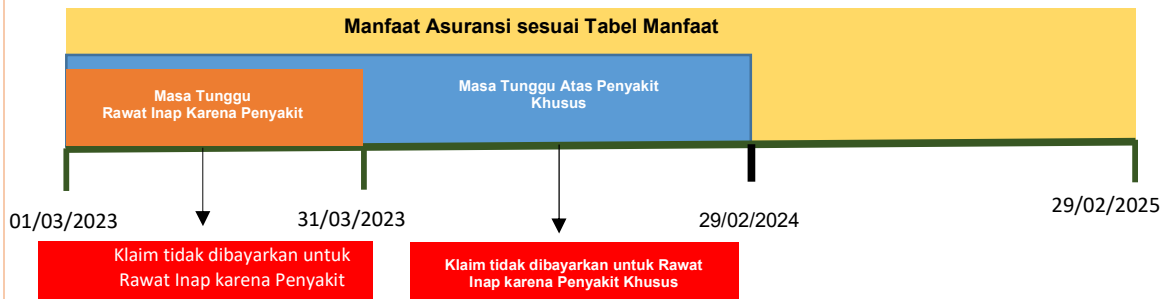 Manfaat Asuransi sesuai Tabel Manfaat
Masa Tunggu
Rawat Inap Karena Penyakit
Masa Tunggu Atas Penyakit
Khusus
01/03/2023
31/03/2023
29/02/2024
29/02/2025
Klaim tidak dibayarkan untuk
Rawat Inap karena Penyakit
Klaim tidak dibayarkan untuk Rawat
Inap karena Penyakit Khusus